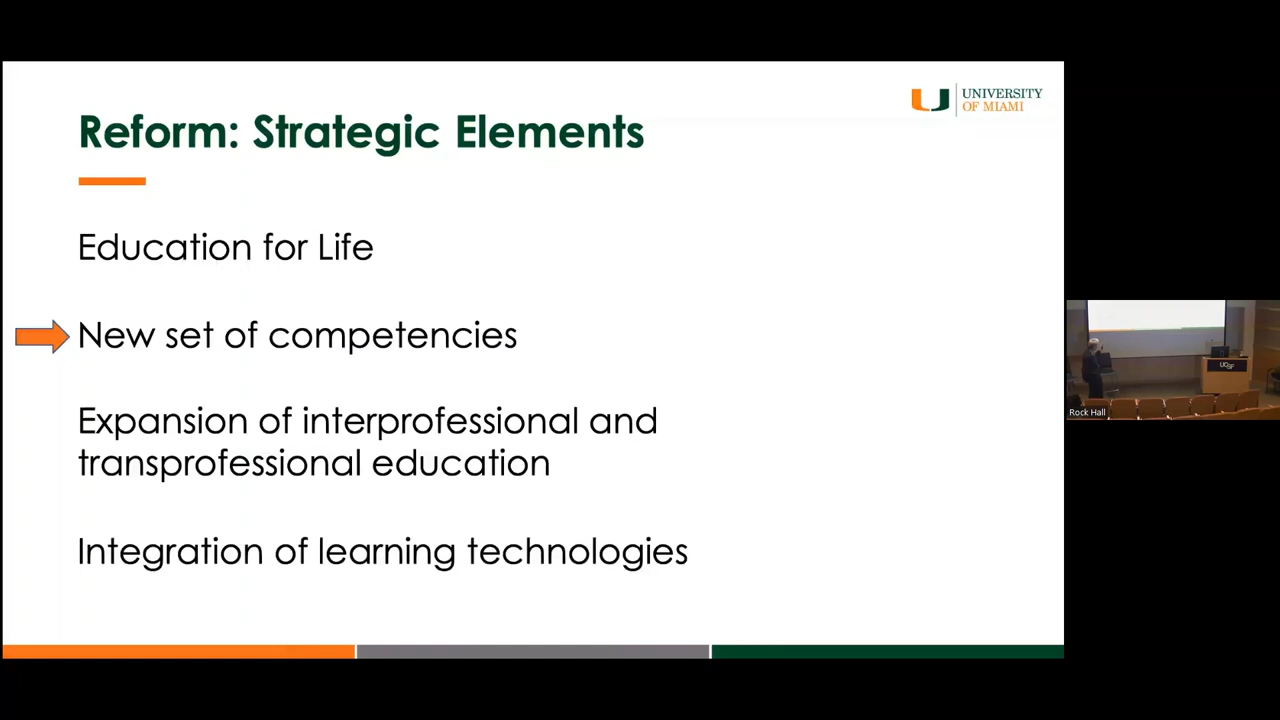 UNIVERSITY
OF MIAMI
Reform: Strategic Elements
Education for Life
New set of competencies
Expansion of interprofessional and
transprofessional education
Integration of learning technologies
UCSF
Rock Hall